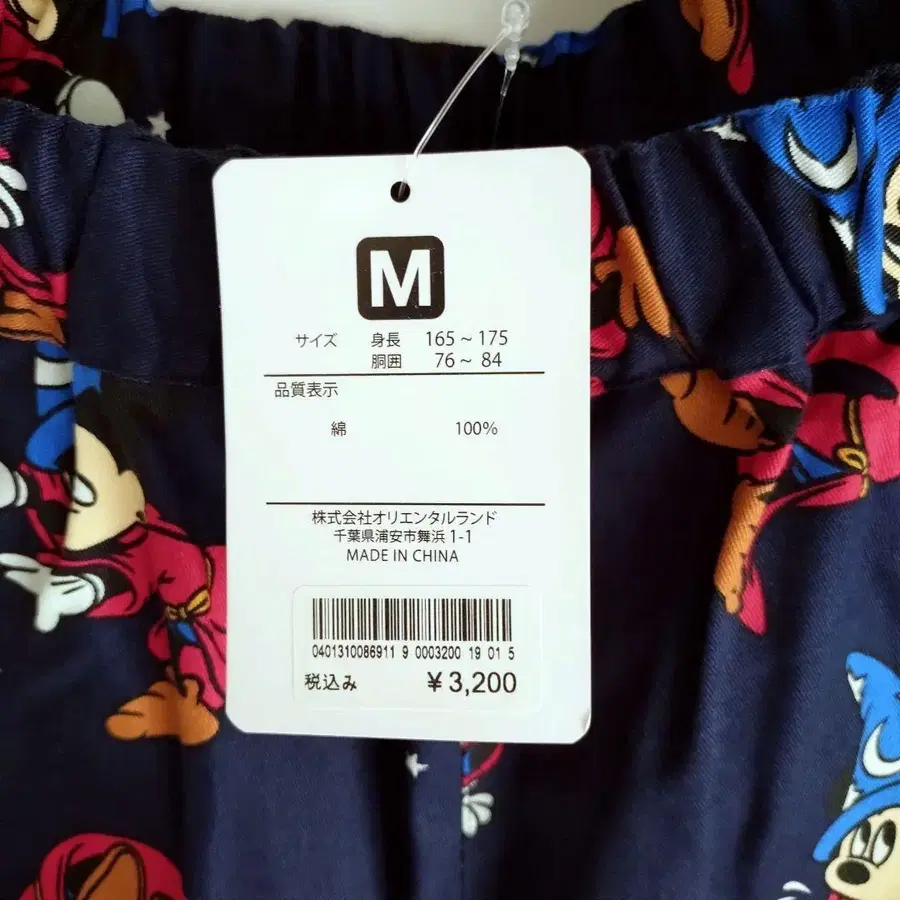 M
サイズ 身長 165～175
胴囲 76～ 84
品質表示
綿 100%
株式会社オリエンタルランド
千葉県浦安市舞浜 1-1
MADE IN CHINA
0401310086911 9 0003200 19 01 5
税込み ￥3,200